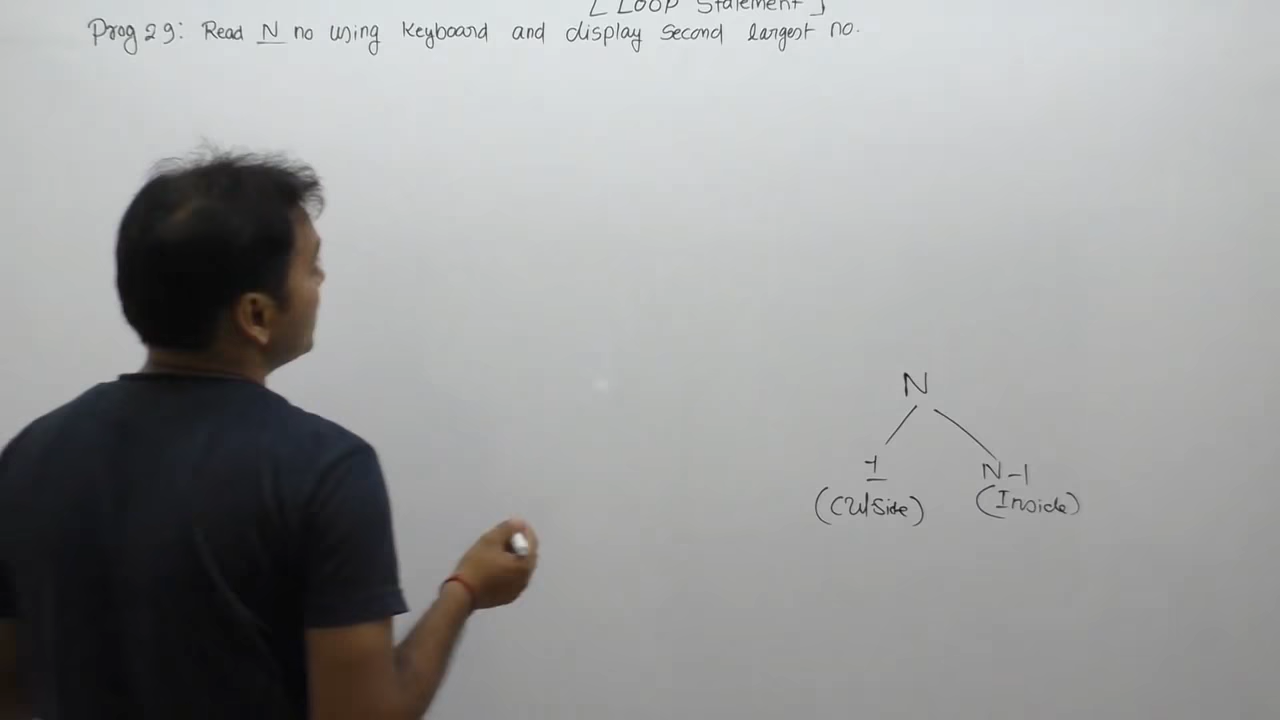 [ LOOP Statement ]
Prog 29: Read N no using Keyboard and display second largest no.
N
1 N-1
(Outside) (Inside)